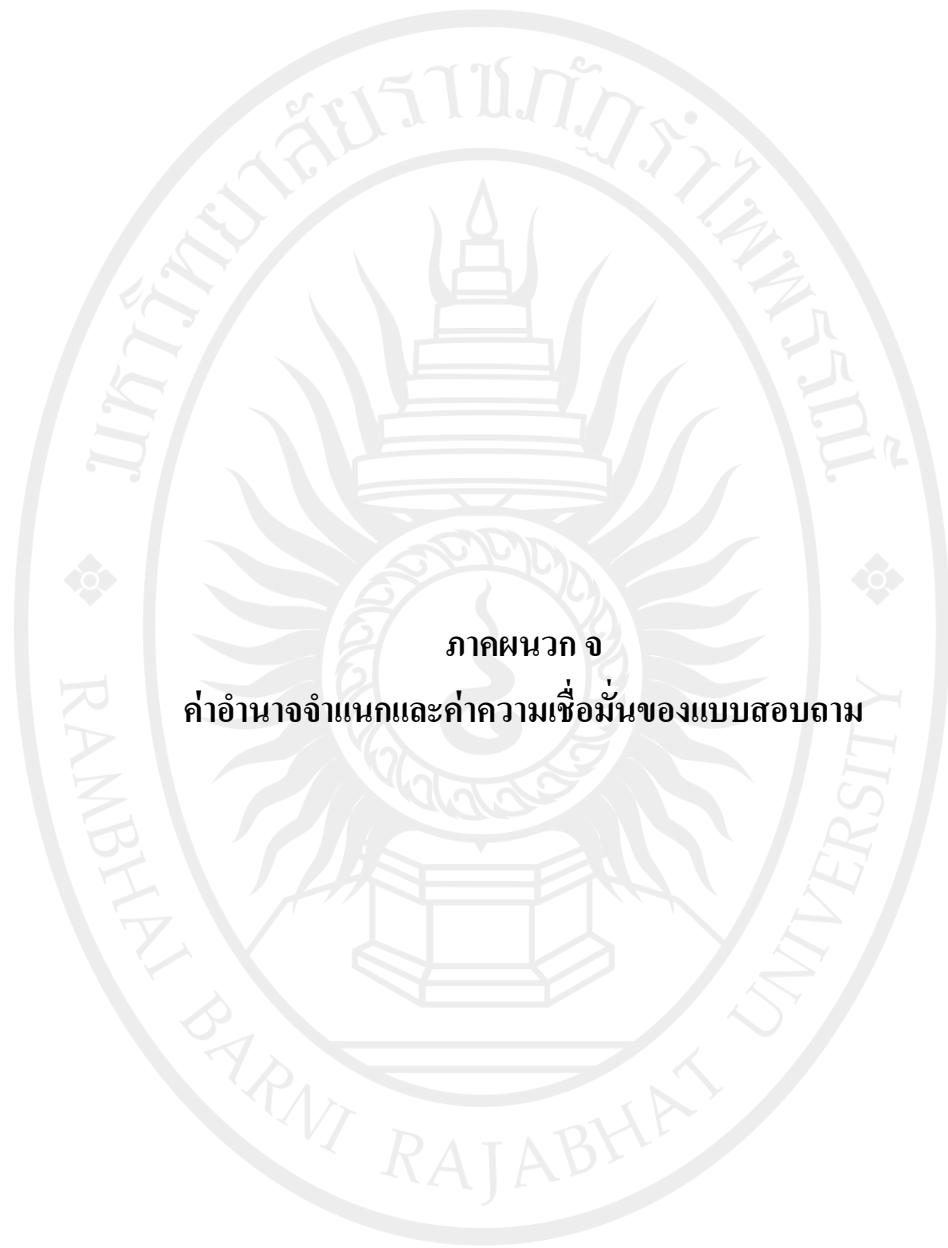 มหาวิทยาลัยราชภัฏรำไพพรรณี
ภาคผนวก จ
ค่าอำนาจจำแนกและค่าความเชื่อมั่นของแบบสอบถาม
RAMBHAI BARNI RAJABHAT UNIVERSITY